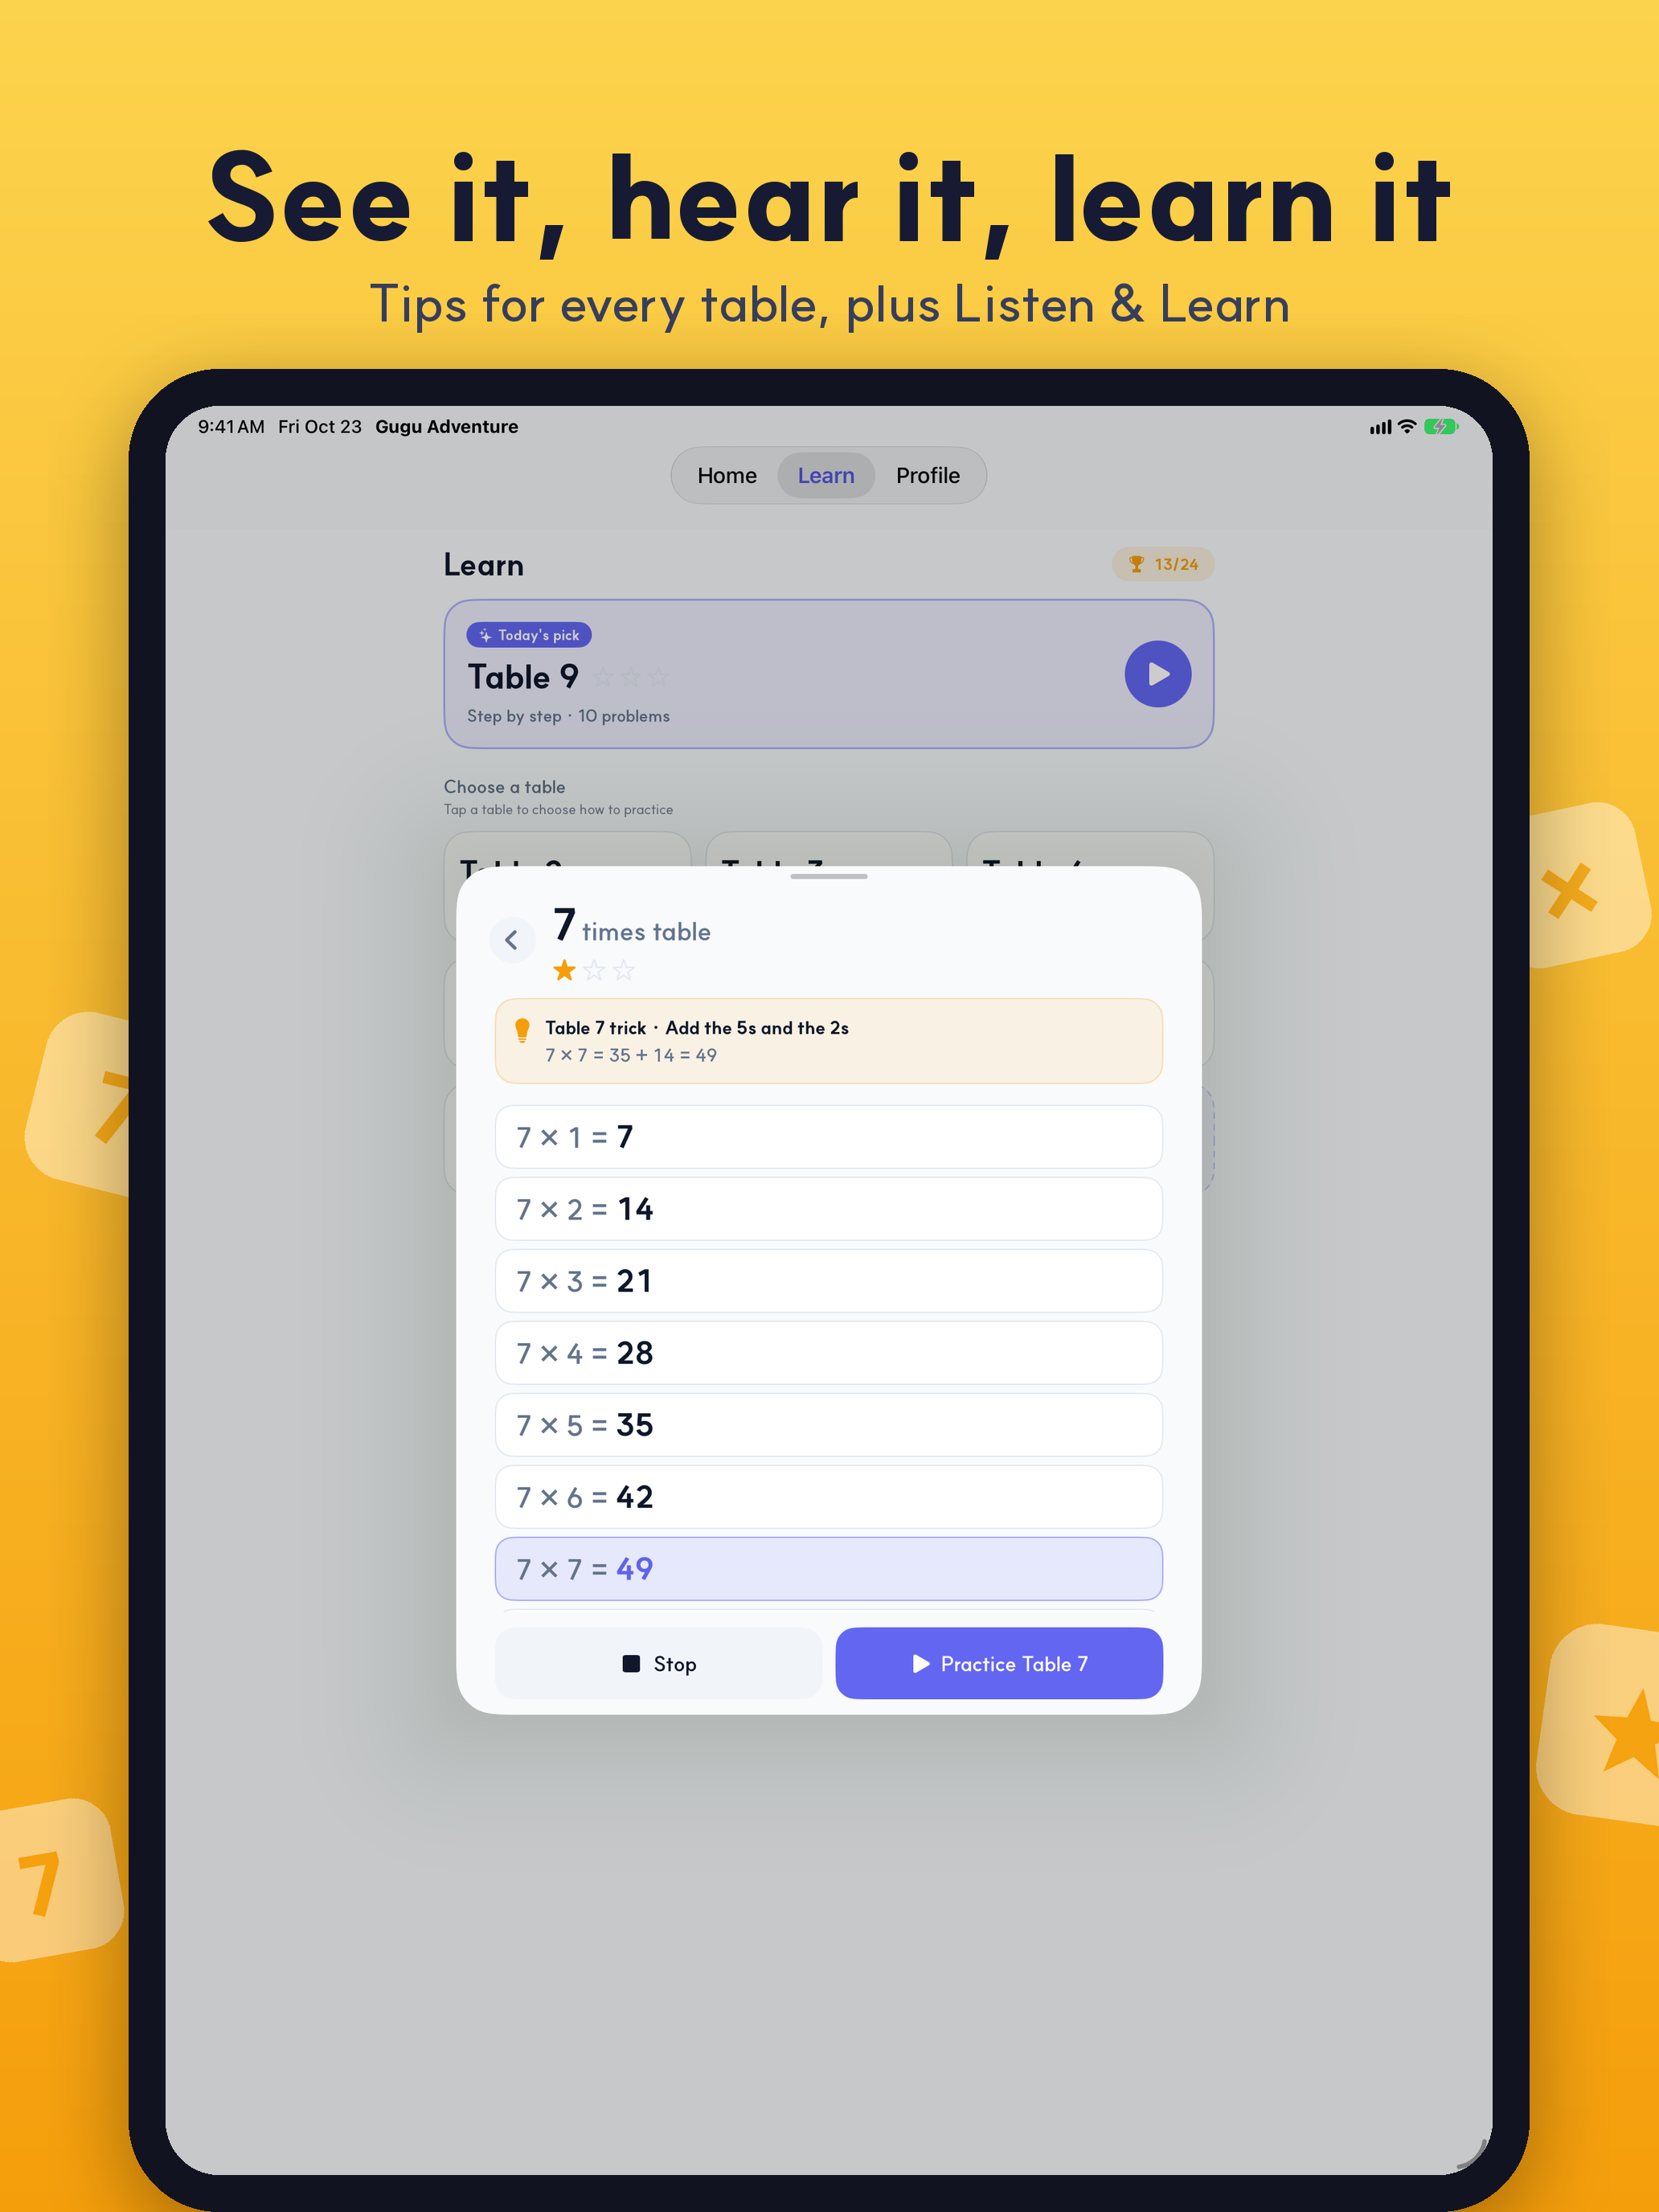 See it, hear it, learn it
Tips for every table, plus Listen & Learn
9:41 AM Fri Oct 23 Gugu Adventure
Home Learn Profile
Learn
13/24
Today's pick
Table 9
Step by step · 10 problems
Choose a table
Tap a table to choose how to practice
7 times table
Table 7 trick · Add the 5s and the 2s
7 × 7 = 35 + 14 = 49
7 × 1 = 7
7 × 2 = 14
7 × 3 = 21
7 × 4 = 28
7 × 5 = 35
7 × 6 = 42
7 × 7 = 49
Stop
Practice Table 7
×
7
7